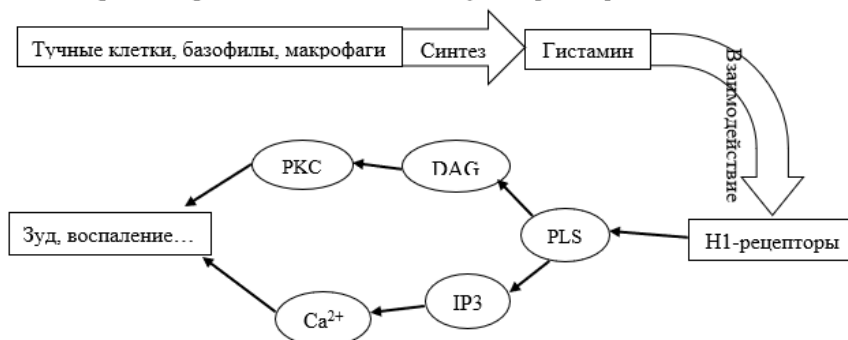 Тучные клетки, базофилы, макрофаги
Синтез
Гистамин
Взаимодействие
H1-рецепторы
PLS
DAG
PKC
IP3
Ca²⁺
Зуд, воспаление…